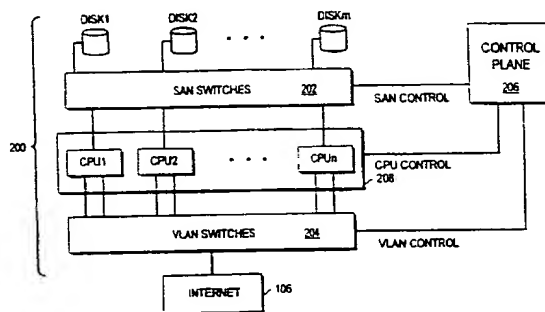 DISK1 DISK2 · · · DISKm
CONTROL
PLANE
206
SAN SWITCHES 202
SAN CONTROL
200
CPU1 CPU2 · · · CPUn
CPU CONTROL
208
VLAN SWITCHES 204
VLAN CONTROL
INTERNET
106